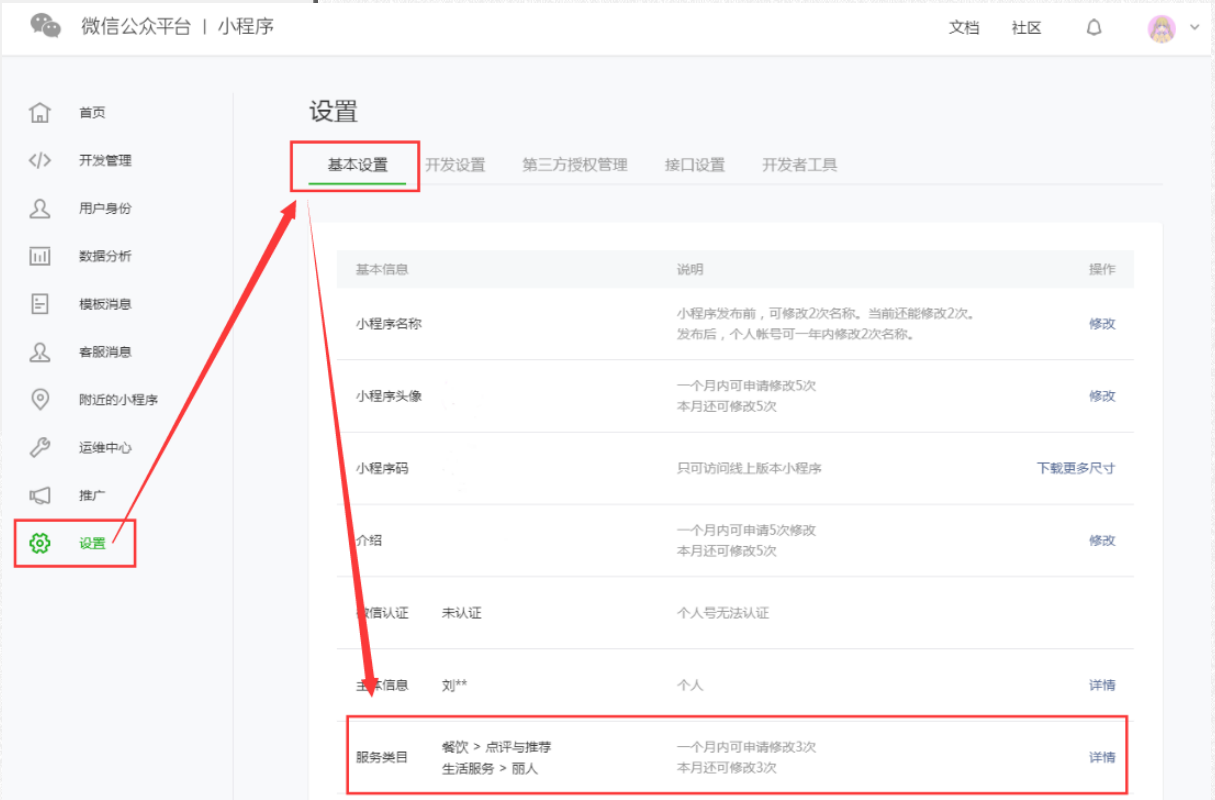 微信公众平台 | 小程序
文档 社区
首页
开发管理
用户身份
数据分析
模板消息
客服消息
附近的小程序
运维中心
推广
设置
设置
基本设置 开发设置 第三方授权管理 接口设置 开发者工具
基本信息 说明 操作
小程序名称 小程序发布前，可修改2次名称。当前还能修改2次。 修改
发布后，个人帐号可一年内修改2次名称。
小程序头像 一个月内可申请修改5次 修改
本月还可修改5次
小程序码 只可访问线上版本小程序 下载更多尺寸
介绍 一个月内可申请5次修改 修改
本月还可修改5次
微信认证 未认证 个人号无法认证
主体信息 刘** 个人 详情
服务类目 餐饮 > 点评与推荐 一个月内可申请修改3次 详情
生活服务 > 丽人 本月还可修改3次